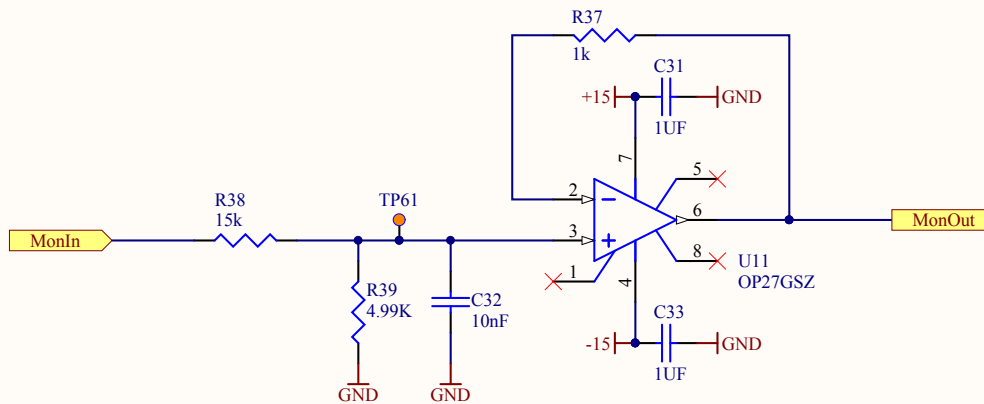 R37
1k
C31
+15
GND
1UF
7
5
R38
15k
TP61
2
6
MonOut
MonIn
3
8
U11
OP27GSZ
1
4
R39
4.99K
C32
10nF
C33
-15
GND
1UF
GND
GND